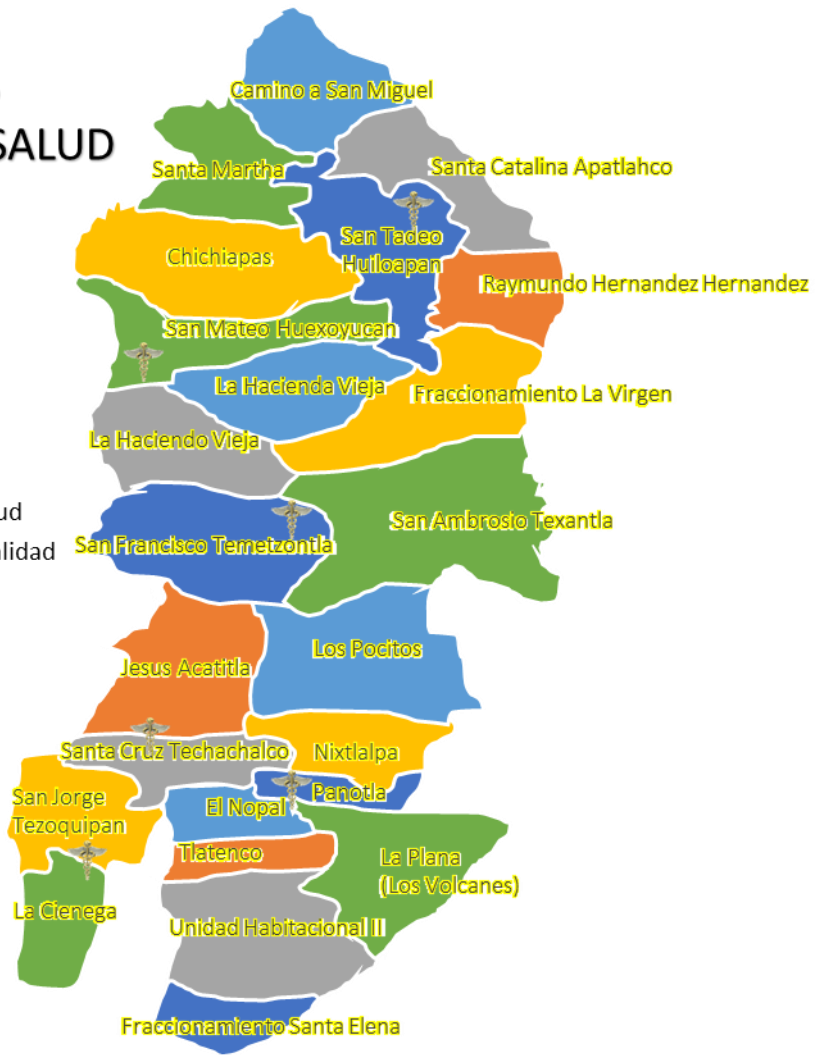 SALUD
Camino a San Miguel
Santa Martha
Santa Catalina Apatlahco
San Tadeo
Huiloapan
Chichiapas
Raymundo Hernandez Hernandez
San Mateo Huexoyucan
La Hacienda Vieja
Fraccionamiento La Virgen
La Haciendo Vieja
ud
San Ambrosio Texantla
alidad
San Francisco Temetzontla
Los Pocitos
Jesus Acatitla
Santa Cruz Techachalco
Nixtlalpa
Panotla
San Jorge
Tezoquipan
El Nopal
Tlatenco
La Plana
(Los Volcanes)
La Cienega
Unidad Habitacional II
Fraccionamiento Santa Elena